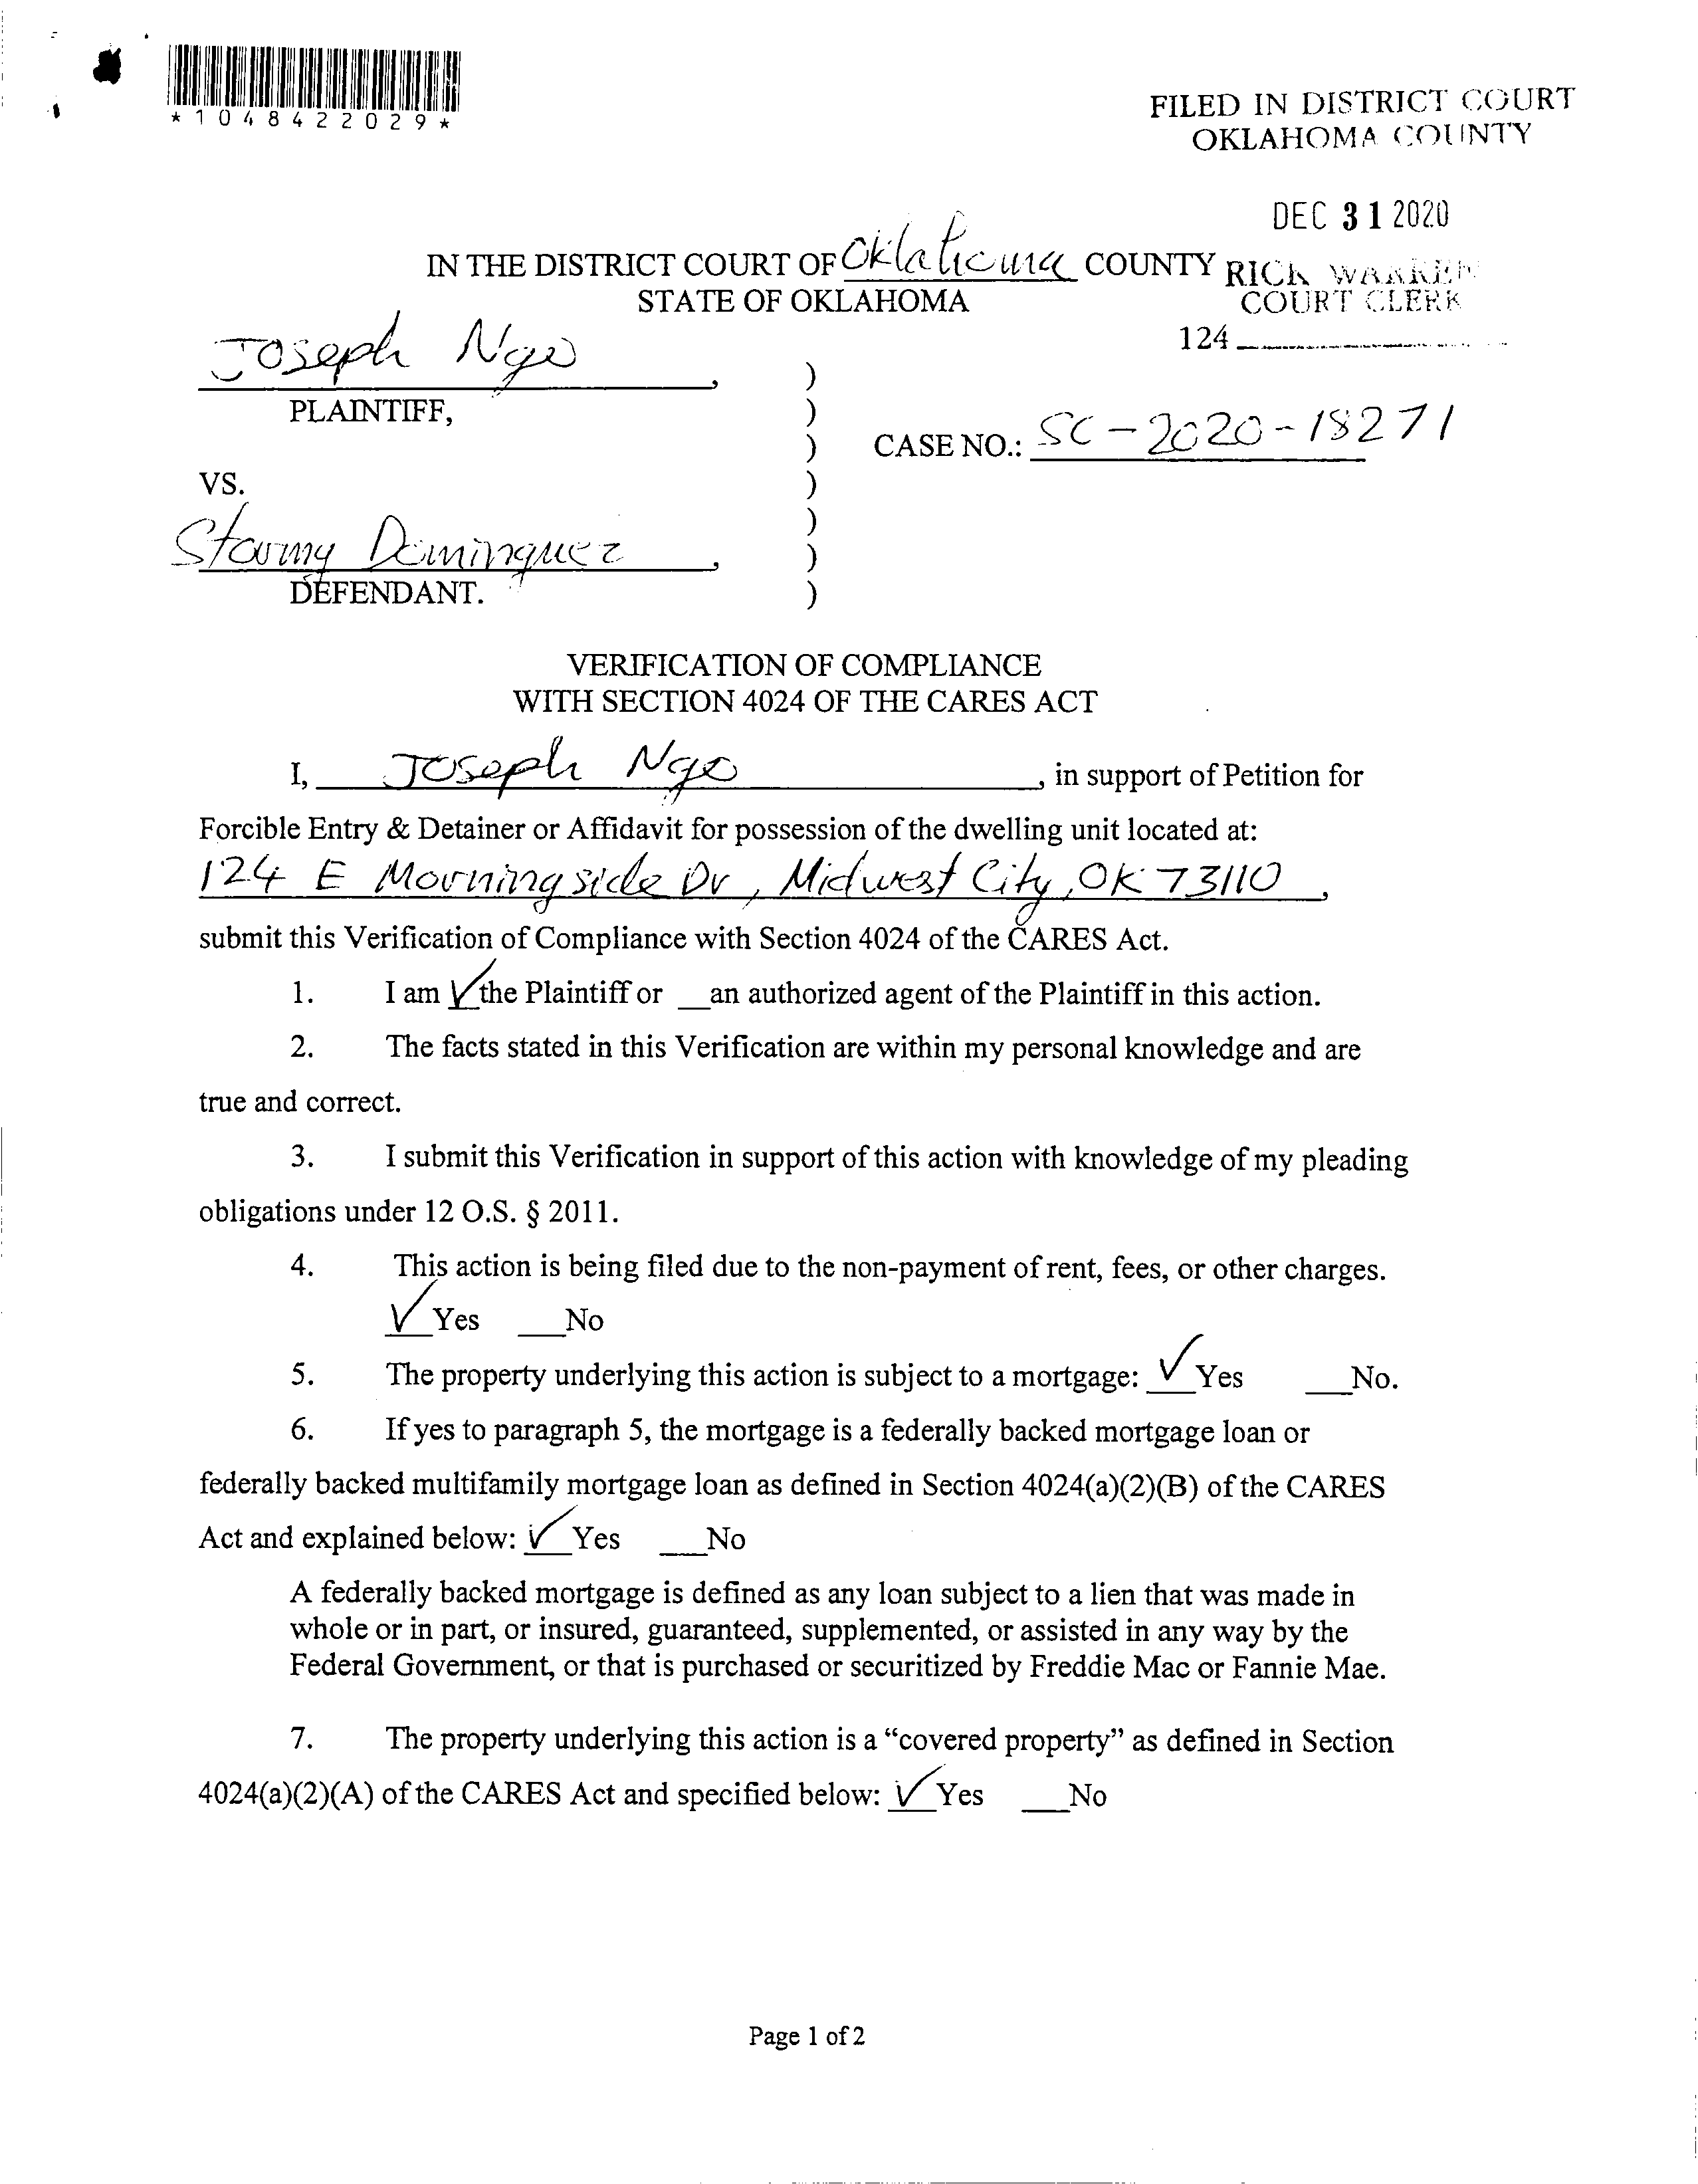 *1048422029*
FILED IN DISTRICT COURT
OKLAHOMA COUNTY
DEC 31 2020
IN THE DISTRICT COURT OF Oklahoma COUNTY
RICK WARREN
STATE OF OKLAHOMA
COURT CLERK
124
Joseph Ngo,
PLAINTIFF,
CASE NO.: SC-2020-18271
VS.
Stormy Dominguez,
DEFENDANT.
)
)
)
)
)
)
)
VERIFICATION OF COMPLIANCE
WITH SECTION 4024 OF THE CARES ACT
I, Joseph Ngo, in support of Petition for
Forcible Entry & Detainer or Affidavit for possession of the dwelling unit located at:
124 E Morningside Dr, Midwest City, OK 73110,
submit this Verification of Compliance with Section 4024 of the CARES Act.
1. I am ✓the Plaintiff or __an authorized agent of the Plaintiff in this action.
2. The facts stated in this Verification are within my personal knowledge and are
true and correct.
3. I submit this Verification in support of this action with knowledge of my pleading
obligations under 12 O.S. § 2011.
4. This action is being filed due to the non-payment of rent, fees, or other charges.
✓Yes ___No
5. The property underlying this action is subject to a mortgage: ✓Yes ___No.
6. If yes to paragraph 5, the mortgage is a federally backed mortgage loan or
federally backed multifamily mortgage loan as defined in Section 4024(a)(2)(B) of the CARES
Act and explained below: ✓Yes ___No
A federally backed mortgage is defined as any loan subject to a lien that was made in
whole or in part, or insured, guaranteed, supplemented, or assisted in any way by the
Federal Government, or that is purchased or securitized by Freddie Mac or Fannie Mae.
7. The property underlying this action is a “covered property” as defined in Section
4024(a)(2)(A) of the CARES Act and specified below: ✓Yes ___No
Page 1 of 2